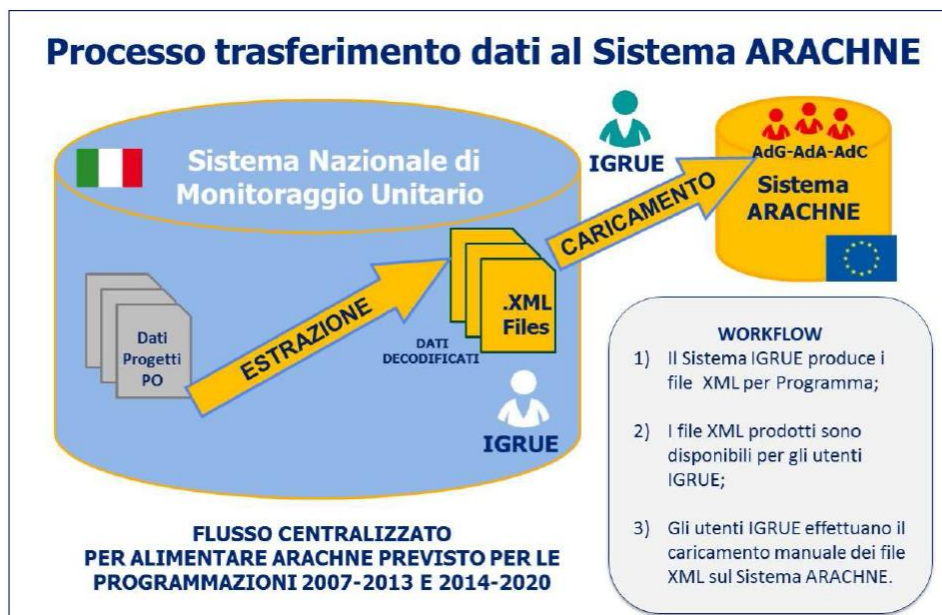 Processo trasferimento dati al Sistema ARACHNE
Sistema Nazionale di
Monitoraggio Unitario
IGRUE
AdG-AdA-AdC
Sistema
ARACHNE
CARICAMENTO
Dati
Progetti
PO
ESTRAZIONE
DATI
DECODIFICATI
.XML
Files
IGRUE
WORKFLOW
1) Il Sistema IGRUE produce i
file XML per Programma;
2) I file XML prodotti sono
disponibili per gli utenti
IGRUE;
3) Gli utenti IGRUE effettuano il
caricamento manuale dei file
XML sul Sistema ARACHNE.
FLUSSO CENTRALIZZATO
PER ALIMENTARE ARACHNE PREVISTO PER LE
PROGRAMMAZIONI 2007-2013 E 2014-2020